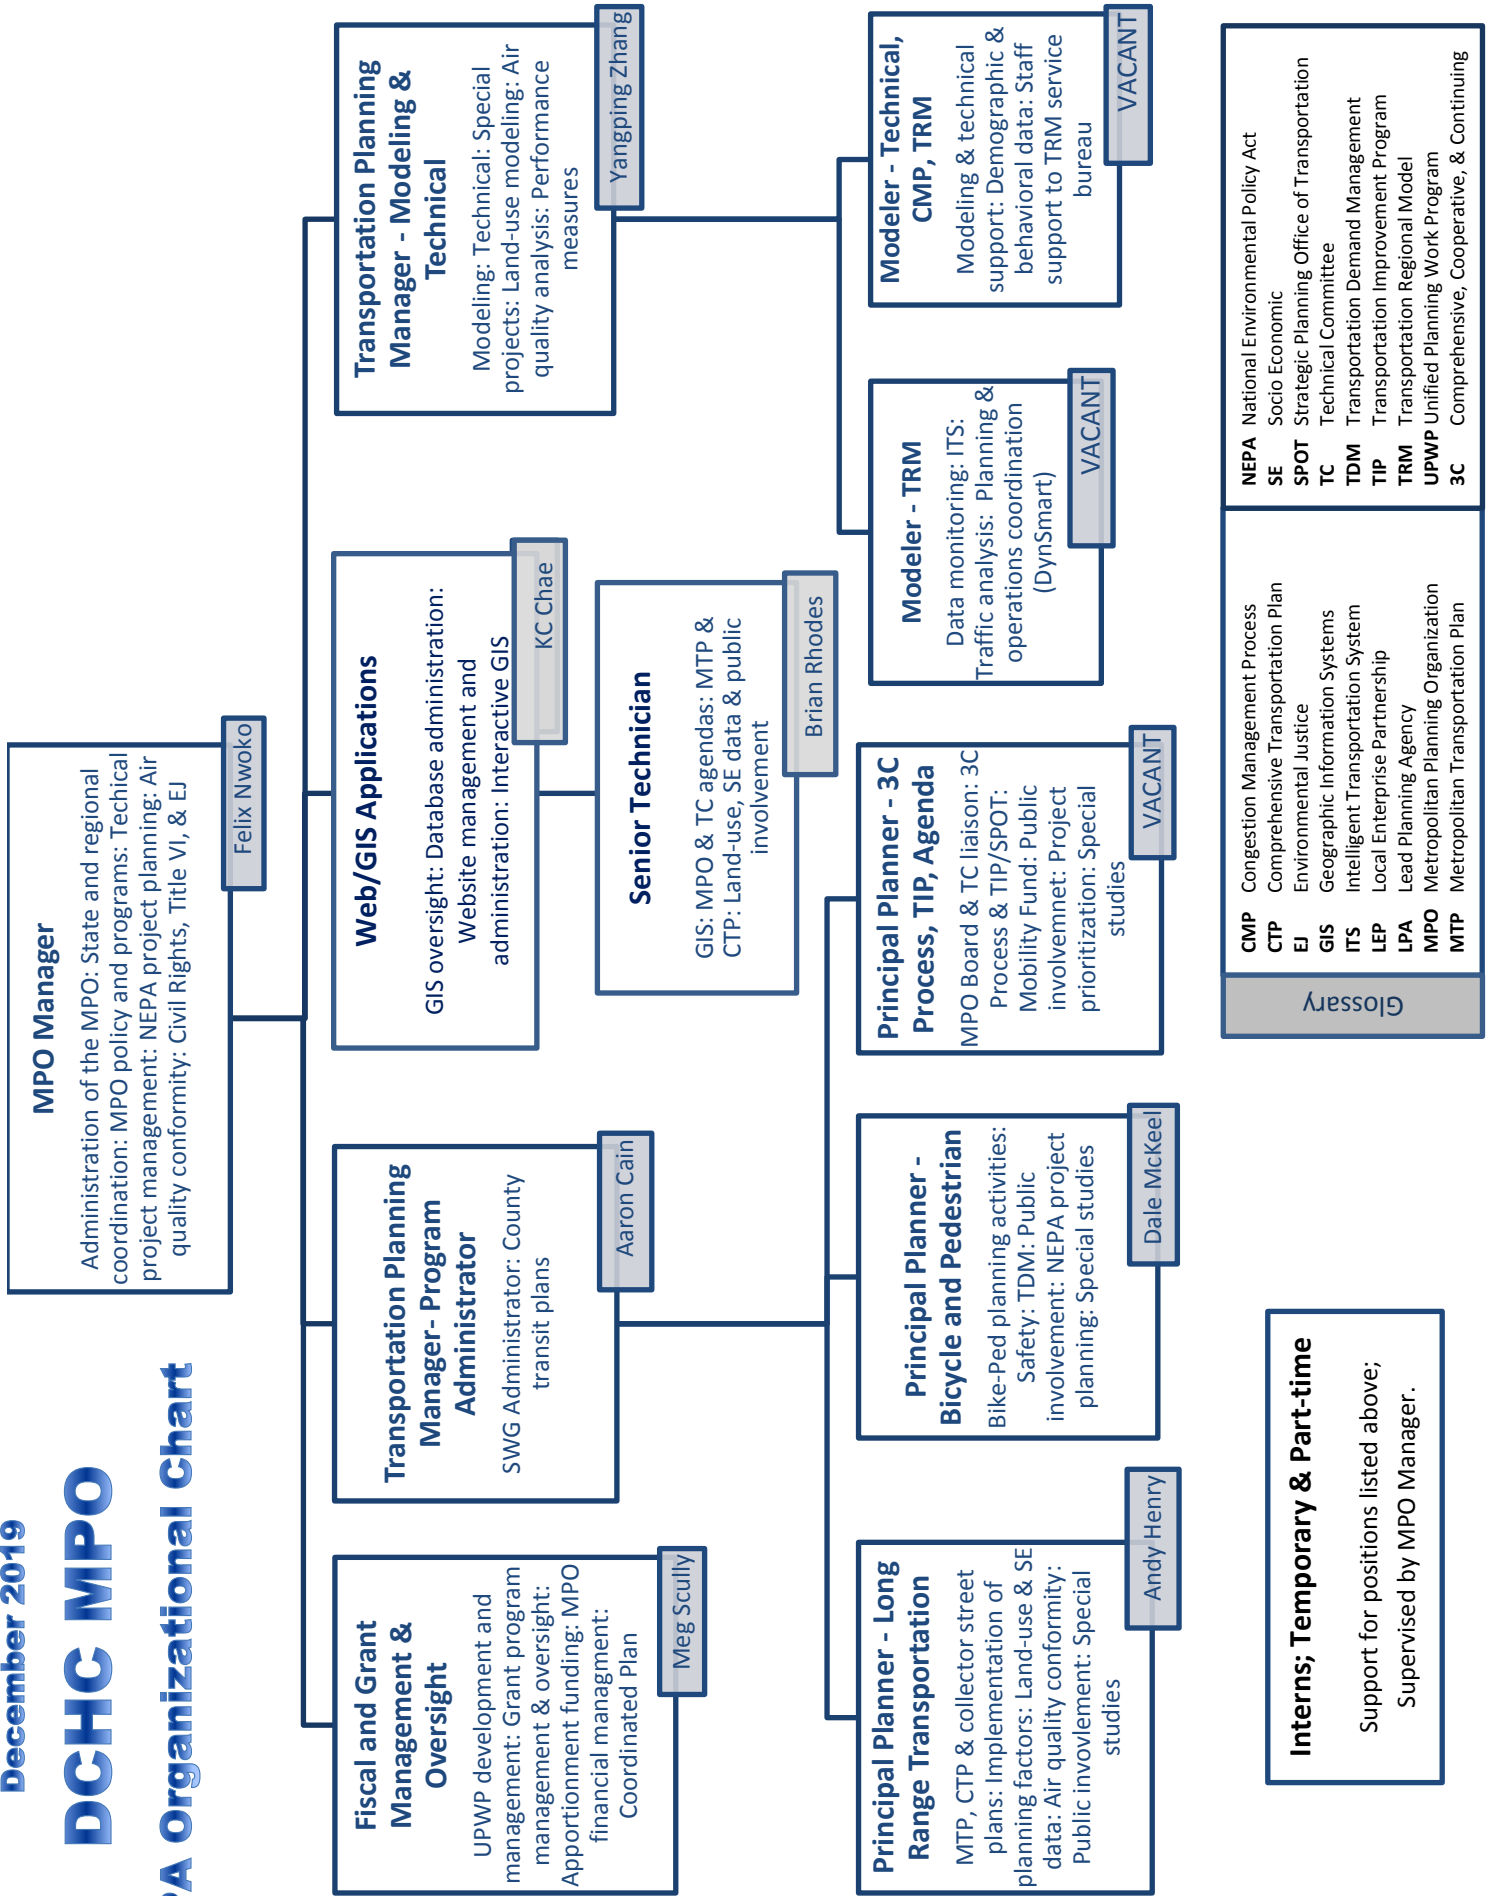 December 2019
DCHC MPO
PA Organizational Chart
MPO Manager
Administration of the MPO: State and regional
coordination: MPO policy and programs: Techical
project management: NEPA project planning: Air
quality conformity: Civil Rights, Title VI, & EJ
Felix Nwoko
Fiscal and Grant
Management &
Oversight
UPWP development and
management: Grant program
management & oversight:
Apportionment funding: MPO
financial managment:
Coordinated Plan
Meg Scully
Transportation Planning
Manager- Program
Administrator
SWG Administrator: County
transit plans
Aaron Cain
Web/GIS Applications
GIS oversight: Database administration:
Website management and
administration: Interactive GIS
KC Chae
Transportation Planning
Manager - Modeling &
Technical
Modeling: Technical: Special
projects: Land-use modeling: Air
quality analysis: Performance
measures
Yangping Zhang
Senior Technician
GIS: MPO & TC agendas: MTP &
CTP: Land-use, SE data & public
involvement
Brian Rhodes
Principal Planner - Long
Range Transportation
MTP, CTP & collector street
plans: Implementation of
planning factors: Land-use & SE
data: Air quality conformity:
Public invovlement: Special
studies
Andy Henry
Principal Planner -
Bicycle and Pedestrian
Bike-Ped planning activities:
Safety: TDM: Public
involvement: NEPA project
planning: Special studies
Dale McKeel
Principal Planner - 3C
Process, TIP, Agenda
MPO Board & TC liaison: 3C
Process & TIP/SPOT:
Mobility Fund: Public
involvemnet: Project
prioritization: Special
studies
VACANT
Modeler - TRM
Data monitoring: ITS:
Traffic analysis: Planning &
operations coordination
(DynSmart)
VACANT
Modeler - Technical,
CMP, TRM
Modeling & technical
support: Demographic &
behavioral data: Staff
support to TRM service
bureau
VACANT
Interns; Temporary & Part-time
Support for positions listed above;
Supervised by MPO Manager.
Glossary
CMP Congestion Management Process
CTP Comprehensive Transportation Plan
EJ Environmental Justice
GIS Geographic Information Systems
ITS Intelligent Transportation System
LEP Local Enterprise Partnership
LPA Lead Planning Agency
MPO Metropolitan Planning Organization
MTP Metropolitan Transportation Plan
NEPA National Environmental Policy Act
SE Socio Economic
SPOT Strategic Planning Office of Transportation
TC Technical Committee
TDM Transportation Demand Management
TIP Transportation Improvement Program
TRM Transportation Regional Model
UPWP Unified Planning Work Program
3C Comprehensive, Cooperative, & Continuing